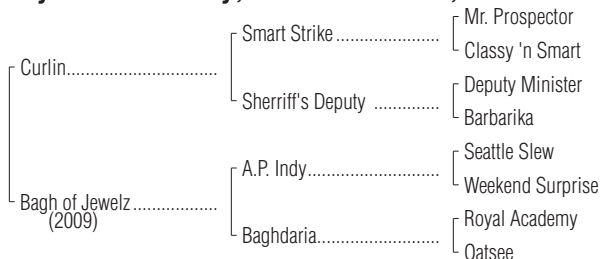 Mr. Prospector
Smart Strike
Classy 'n Smart
Curlin
Deputy Minister
Sherriff's Deputy
Barbarika
Seattle Slew
A.P. Indy
Weekend Surprise
Bagh of Jewelz
(2009)
Royal Academy
Baghdaria
Oatsee